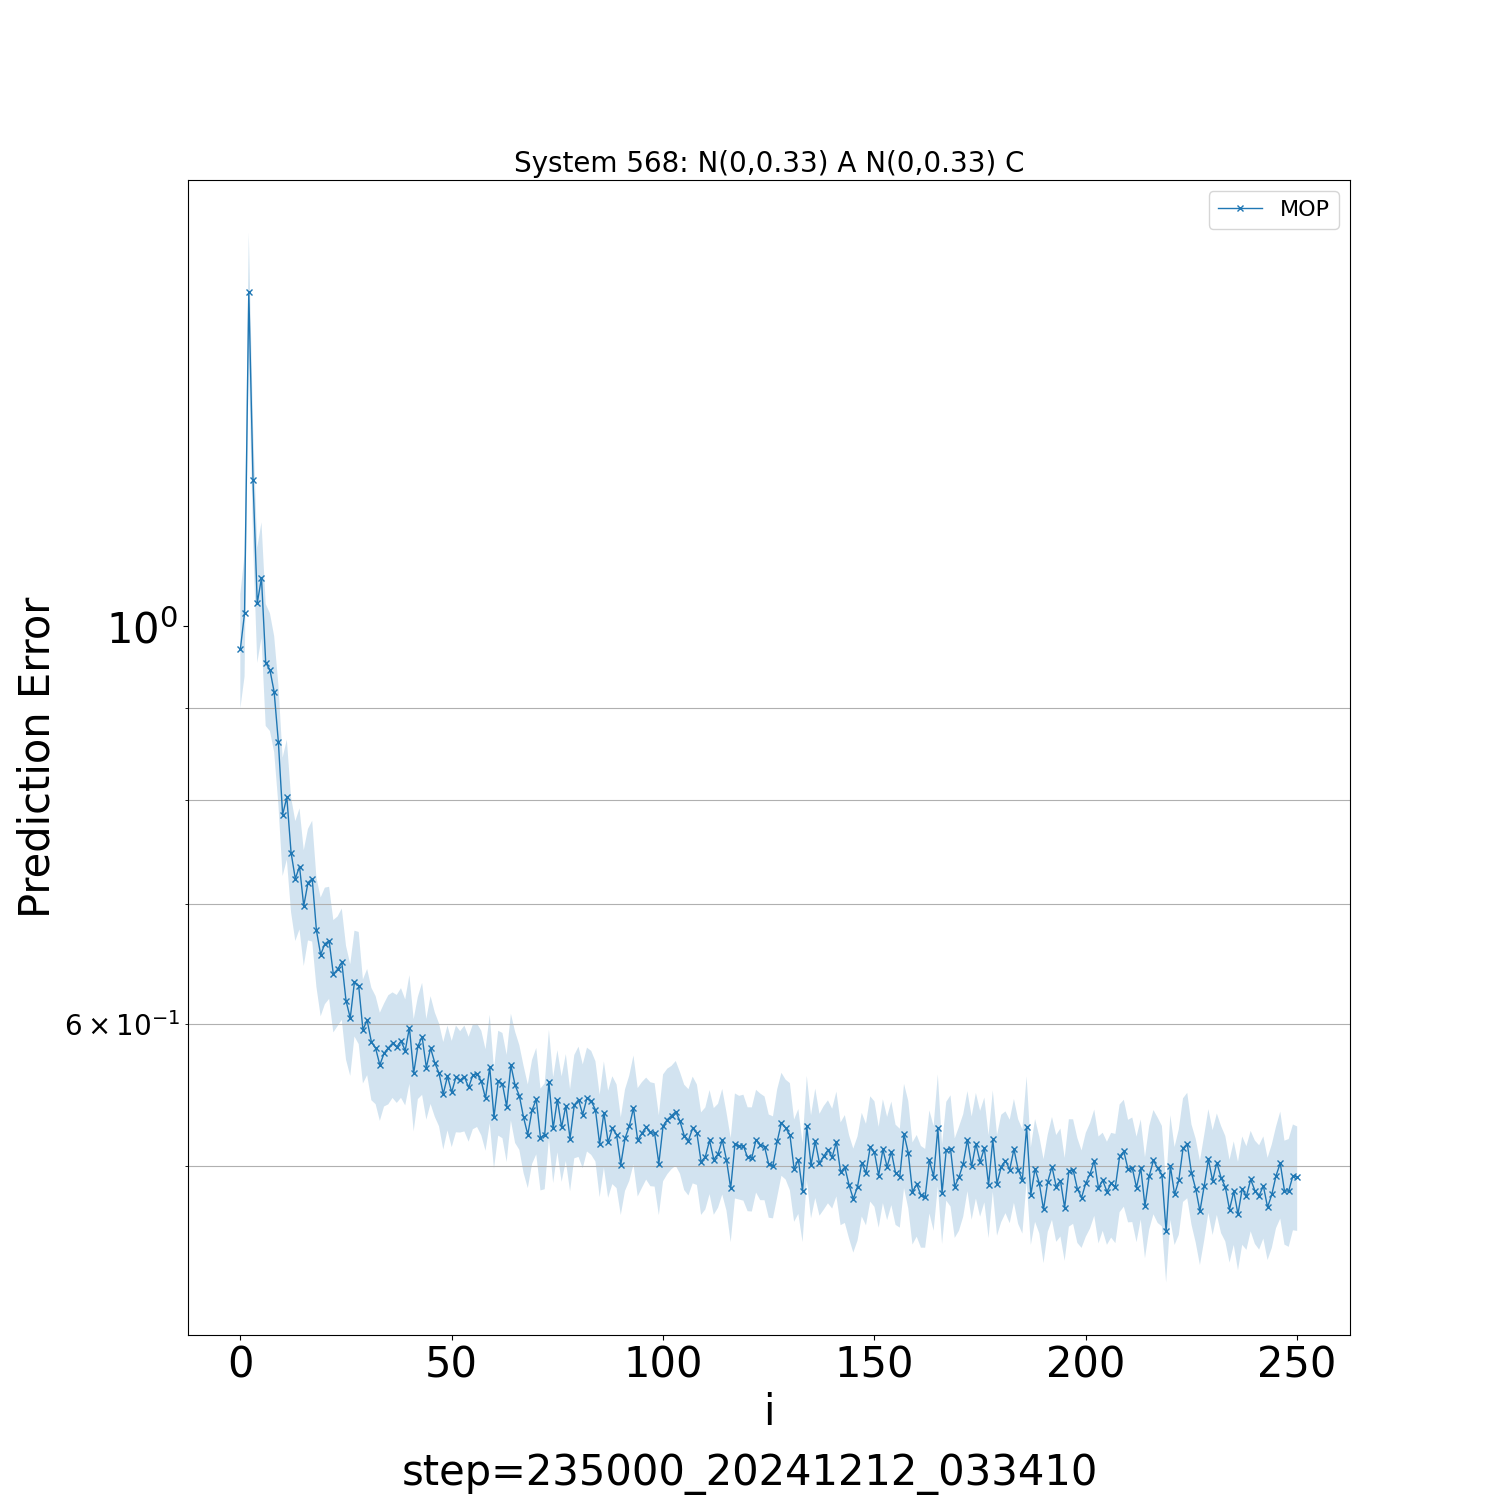 System 568: N(0,0.33) A N(0,0.33) C
MOP
Prediction Error
10⁰
6 × 10⁻¹
0 50 100 150 200 250
i
step=235000_20241212_033410